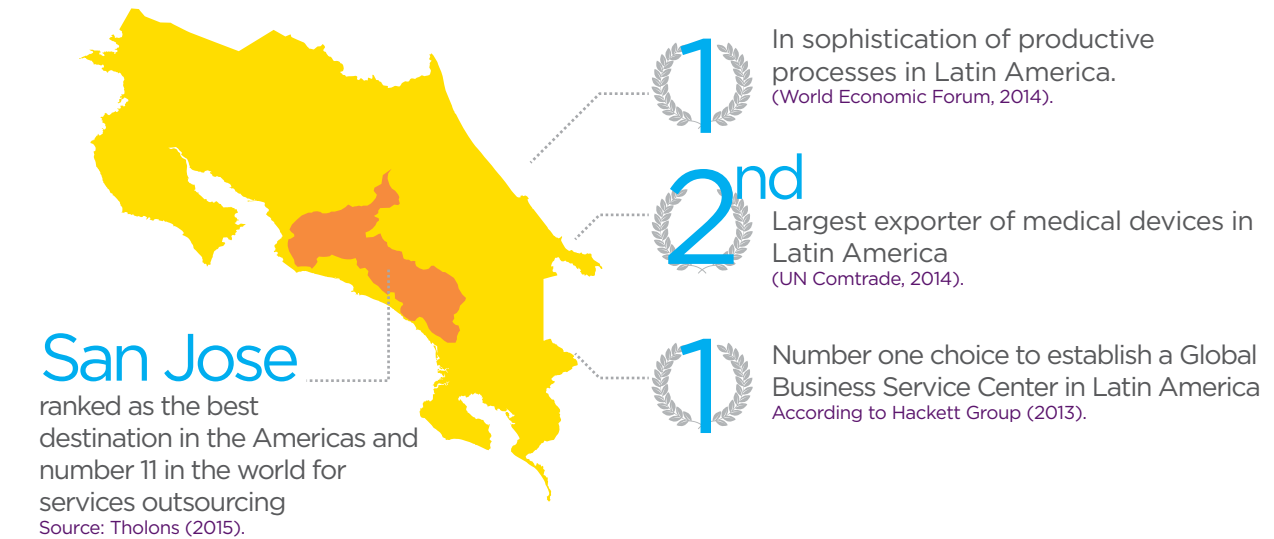 1
In sophistication of productive
processes in Latin America.
(World Economic Forum, 2014).
2nd
Largest exporter of medical devices in
Latin America
(UN Comtrade, 2014).
1
Number one choice to establish a Global
Business Service Center in Latin America
According to Hackett Group (2013).
San Jose
ranked as the best
destination in the Americas and
number 11 in the world for
services outsourcing
Source: Tholons (2015).